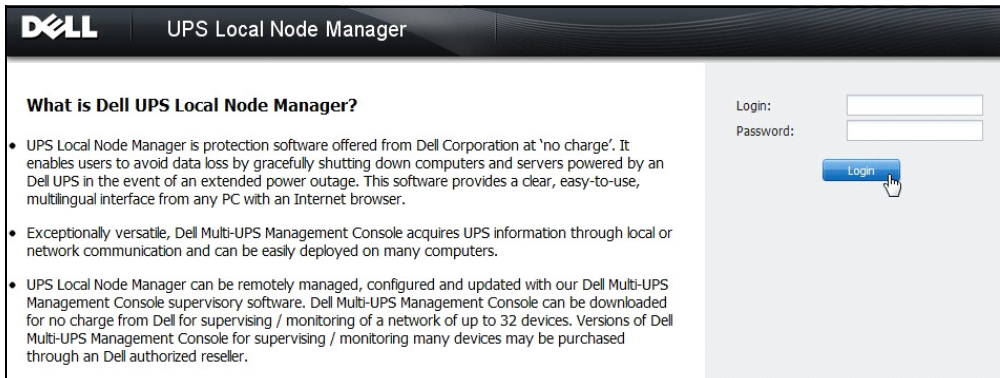 DELL
UPS Local Node Manager
What is Dell UPS Local Node Manager?
• UPS Local Node Manager is protection software offered from Dell Corporation at ‘no charge’. It
enables users to avoid data loss by gracefully shutting down computers and servers powered by an
Dell UPS in the event of an extended power outage. This software provides a clear, easy-to-use,
multilingual interface from any PC with an Internet browser.
• Exceptionally versatile, Dell Multi-UPS Management Console acquires UPS information through local or
network communication and can be easily deployed on many computers.
• UPS Local Node Manager can be remotely managed, configured and updated with our Dell Multi-UPS
Management Console supervisory software. Dell Multi-UPS Management Console can be downloaded
for no charge from Dell for supervising / monitoring of a network of up to 32 devices. Versions of Dell
Multi-UPS Management Console for supervising / monitoring many devices may be purchased
through an Dell authorized reseller.
Login:
Password:
Login